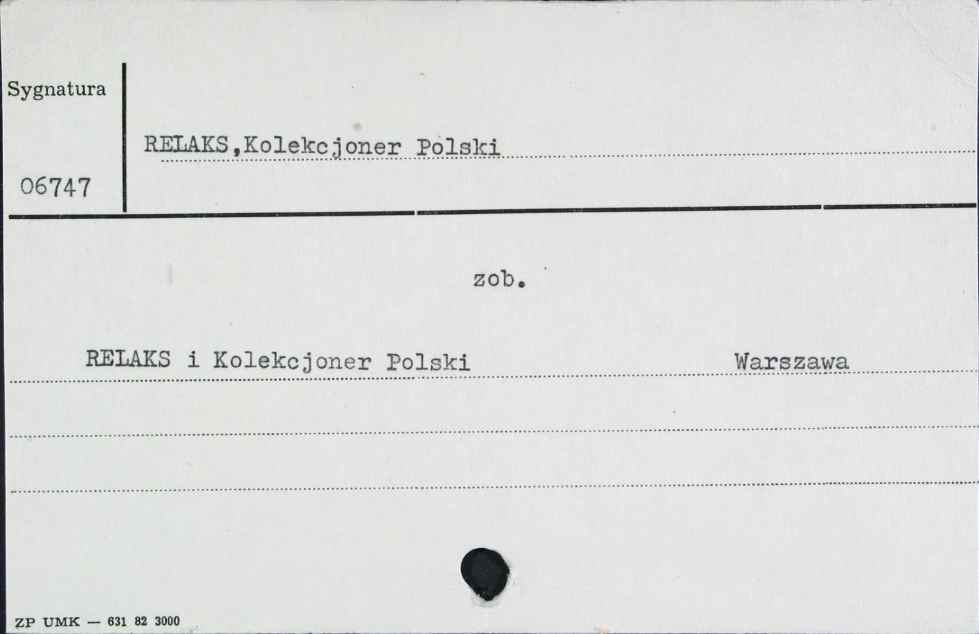 Sygnatura
RELAKS,Kolekcjoner Polski
06747
zob.
RELAKS i Kolekcjoner Polski Warszawa
ZP UMK — 631 82 3000